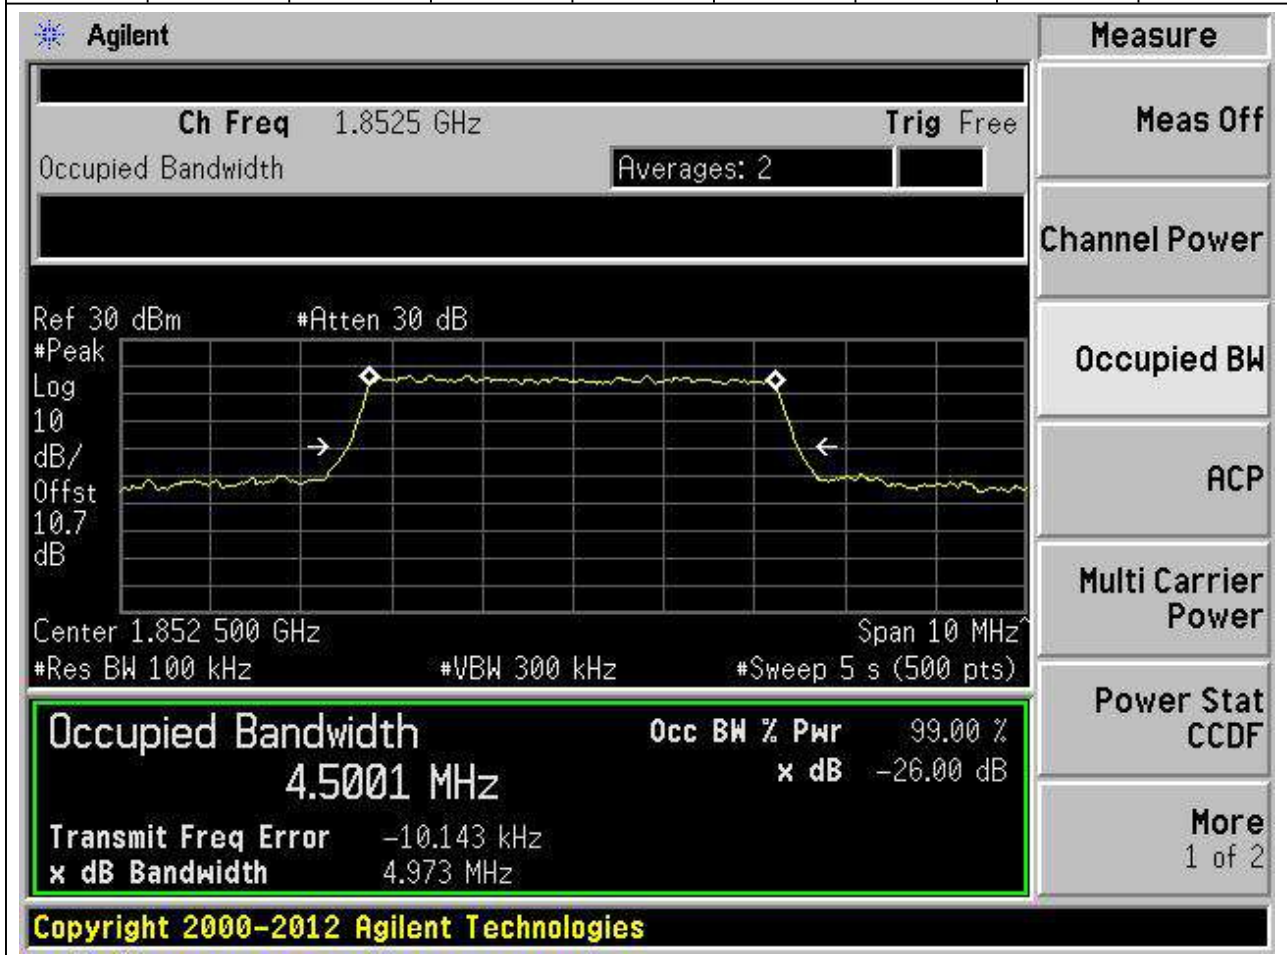 Agilent
Measure
Ch Freq 1.8525 GHz Trig Free
Occupied Bandwidth Averages: 2
Meas Off
Channel Power
Ref 30 dBm #Atten 30 dB
#Peak
Log
10
dB/
Offst
10.7
dB
Occupied BW
ACP
Multi Carrier
Power
Center 1.852 500 GHz Span 10 MHz^
#Res BW 100 kHz #VBW 300 kHz #Sweep 5 s (500 pts)
Occupied Bandwidth Occ BW % Pwr 99.00 %
4.5001 MHz x dB -26.00 dB
Transmit Freq Error -10.143 kHz
x dB Bandwidth 4.973 MHz
Power Stat
CCDF
More
1 of 2
Copyright 2000-2012 Agilent Technologies